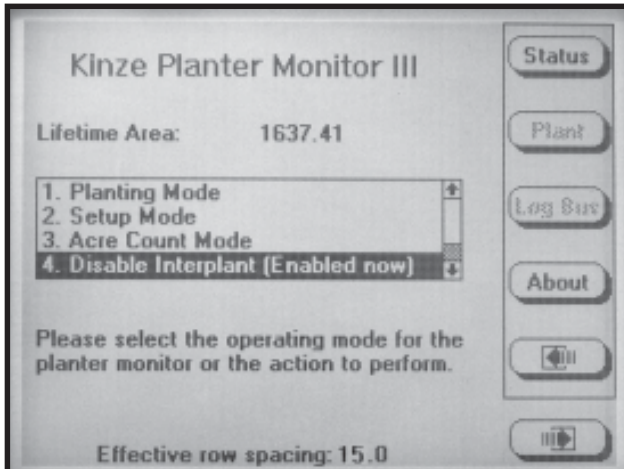 Kinze Planter Monitor III
Lifetime Area: 1637.41
1. Planting Mode
2. Setup Mode
3. Acre Count Mode
4. Disable Interplant (Enabled now)
Please select the operating mode for the
planter monitor or the action to perform.
Effective row spacing: 15.0
Status
Plant
Log Bus
About